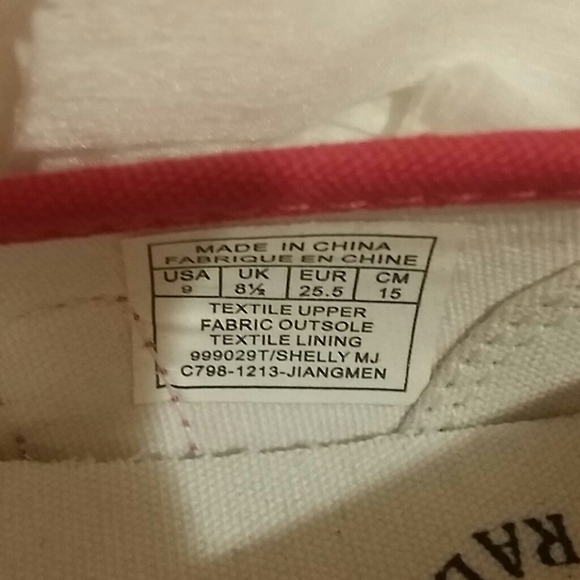 MADE IN CHINA
FABRIQUE EN CHINE
USA UK EUR CM
9 8½ 25.5 15
TEXTILE UPPER
FABRIC OUTSOLE
TEXTILE LINING
999029T/SHELLY MJ
C798-1213-JIANGMEN
RAD